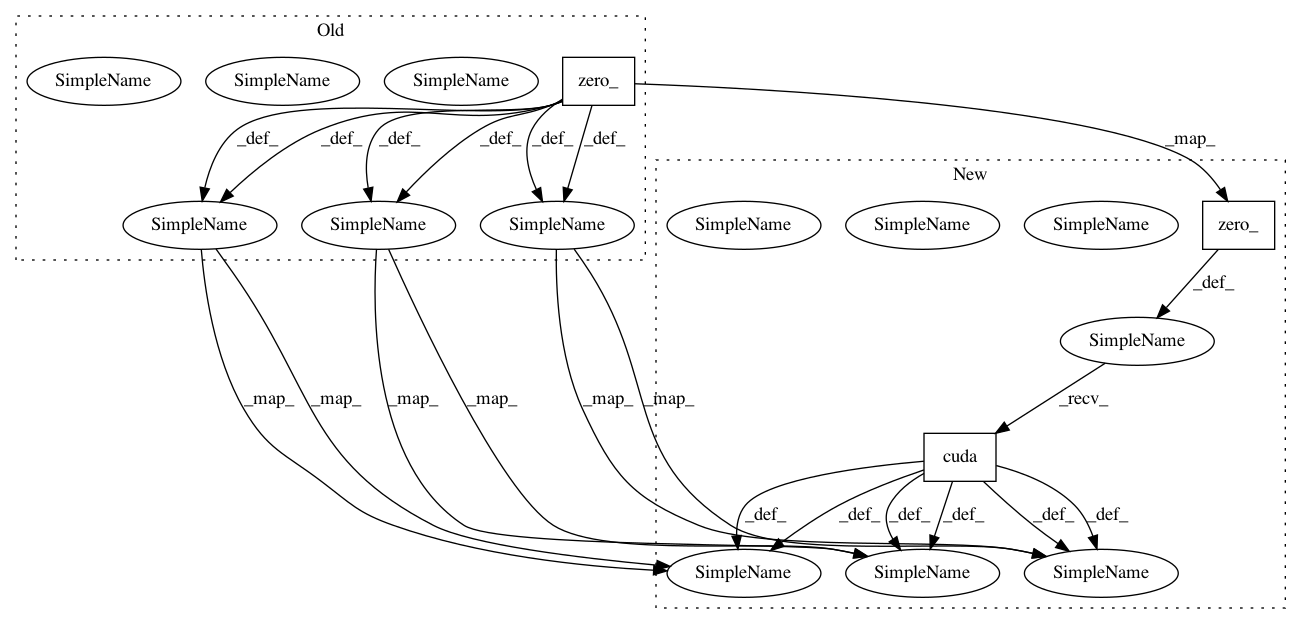 Old
SimpleName SimpleName SimpleName zero_
_def_ _def_ _def_ _def_ _def_ _def_ _map_
New
SimpleName SimpleName SimpleName SimpleName SimpleName SimpleName zero_
_def_
SimpleName
_map_ _map_ _map_ _map_ _map_ _map_ _recv_
cuda
_def_ _def_ _def_ _def_ _def_ _def_
SimpleName SimpleName SimpleName